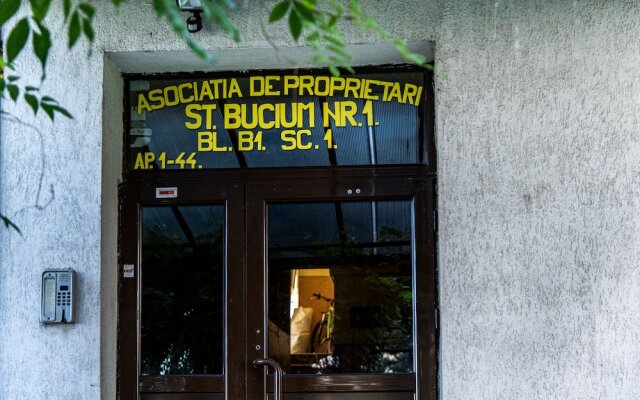 ASOCIATIA DE PROPRIETARI
ST. BUCIUM NR.1.
BL. B1. SC. 1.
AP. 1-44.